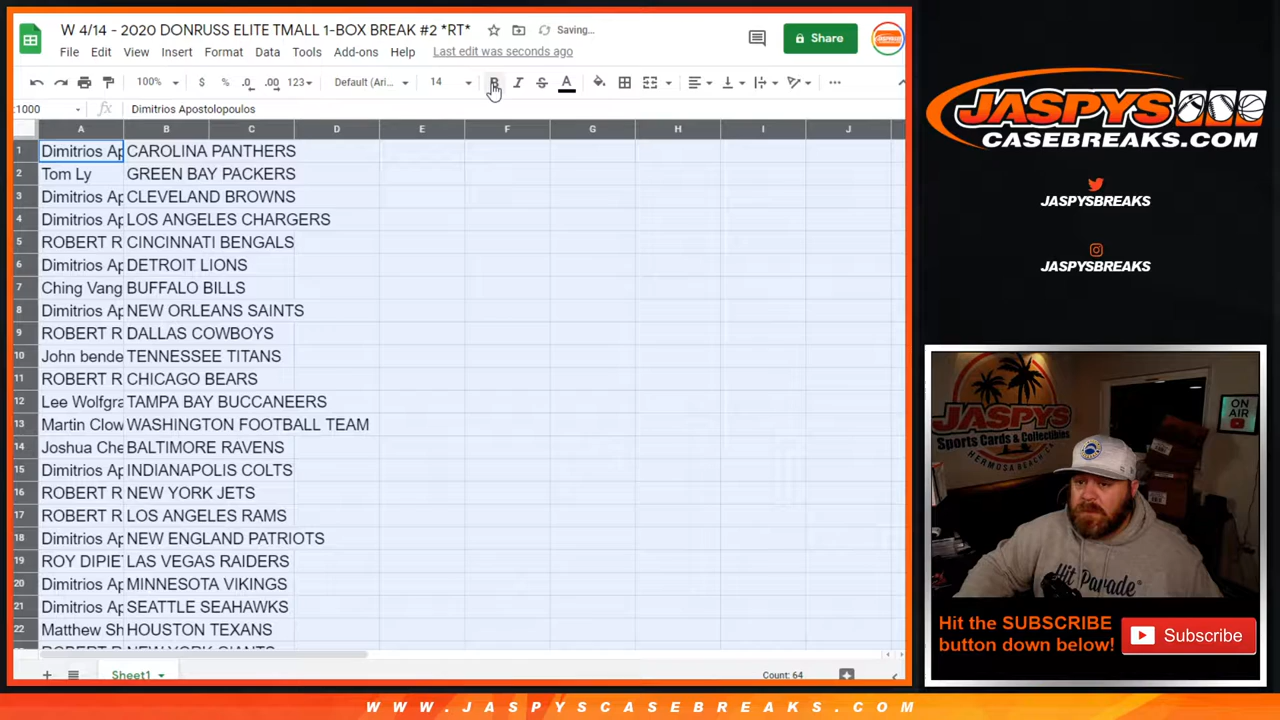 W 4/14 - 2020 DONRUSS ELITE TMALL 1-BOX BREAK #2 *RT*
Saving...
File Edit View Insert Format Data Tools Add-ons Help Last edit was seconds ago
Share
100% $ % .0 .00 123 Default (Ari... 14 B I S A
:1000 fx Dimitrios Apostolopoulos
A B C D E F G H I J
1 Dimitrios Ap CAROLINA PANTHERS
2 Tom Ly GREEN BAY PACKERS
3 Dimitrios Ap CLEVELAND BROWNS
4 Dimitrios Ap LOS ANGELES CHARGERS
5 ROBERT R CINCINNATI BENGALS
6 Dimitrios Ap DETROIT LIONS
7 Ching Vang BUFFALO BILLS
8 Dimitrios Ap NEW ORLEANS SAINTS
9 ROBERT R DALLAS COWBOYS
10 John bende TENNESSEE TITANS
11 ROBERT R CHICAGO BEARS
12 Lee Wolfgra TAMPA BAY BUCCANEERS
13 Martin Clow WASHINGTON FOOTBALL TEAM
14 Joshua Che BALTIMORE RAVENS
15 Dimitrios Ap INDIANAPOLIS COLTS
16 ROBERT R NEW YORK JETS
17 ROBERT R LOS ANGELES RAMS
18 Dimitrios Ap NEW ENGLAND PATRIOTS
19 ROY DIPIE LAS VEGAS RAIDERS
20 Dimitrios Ap MINNESOTA VIKINGS
21 Dimitrios Ap SEATTLE SEAHAWKS
22 Matthew Sh HOUSTON TEXANS
ROBERT R NEW YORK GIANTS
Sheet1
Count: 64
JASPYS
CASEBREAKS.COM
JASPYSBREAKS
JASPYSBREAKS
JASPYS
Sports Cards & Collectibles
HERMOSA BEACH, CA
ON
AIR
Hit Parade
Hit the SUBSCRIBE
button down below!
Subscribe
WWW.JASPYSCASEBREAKS.COM